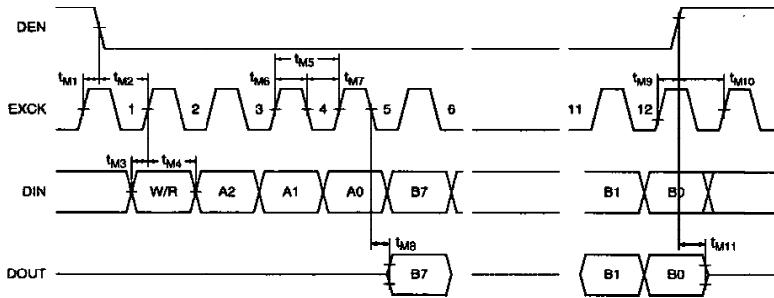 DEN
tM5
tM1 tM2 tM6 tM7 tM9 tM10
EXCK 1 2 3 4 5 6 11 12
tM3 tM4
DIN W/R A2 A1 A0 B7 B1 B0
tM8 tM11
DOUT B7 B1 B0